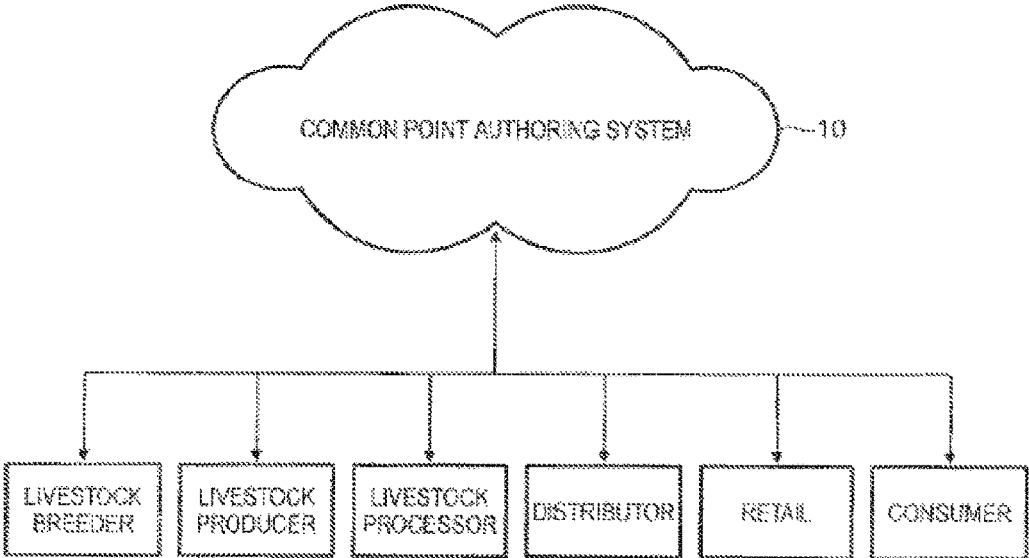 COMMON POINT AUTHORING SYSTEM
10
LIVESTOCK
BREEDER
LIVESTOCK
PRODUCER
LIVESTOCK
PROCESSOR
DISTRIBUTOR
RETAIL
CONSUMER